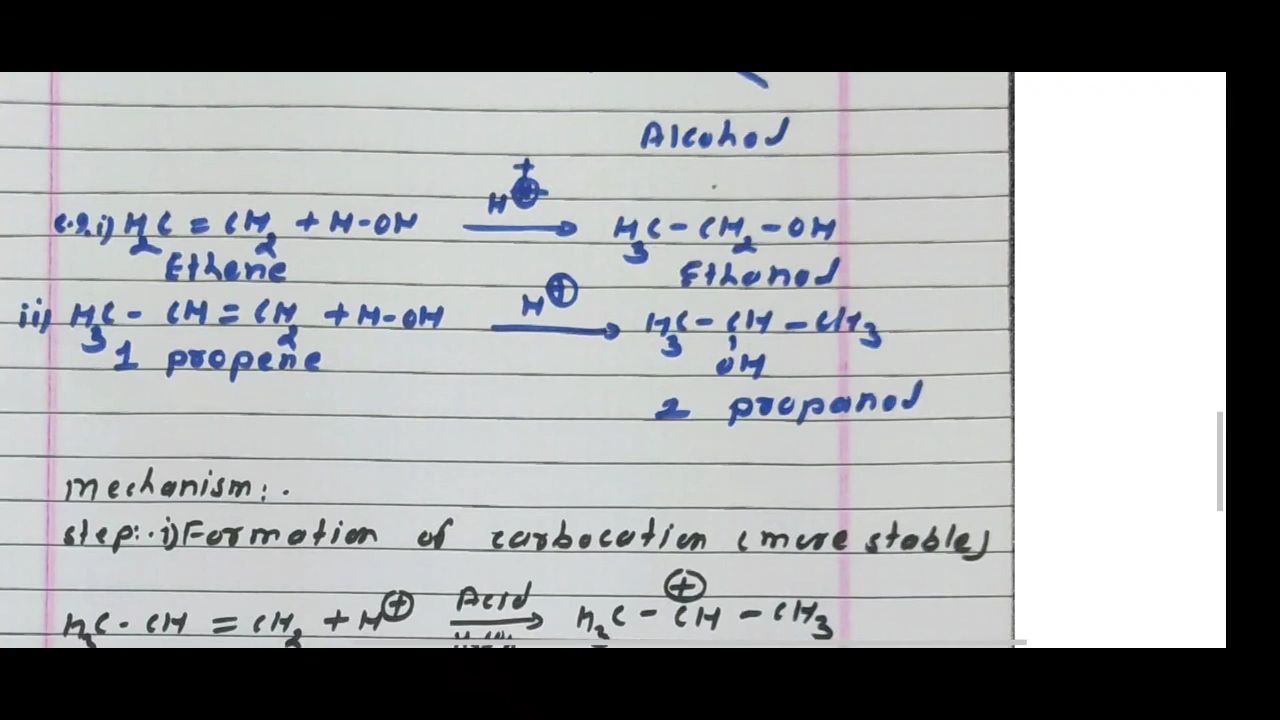 Alcohol
e.g. i) H2C = CH2 + H-OH H⊕ → H3C - CH2 - OH
Ethene Ethanol
ii) H3C - CH = CH2 + H-OH H⊕ → H3C - CH - CH3
OH
1 propene
2 propanol
Mechanism:.
step:. i) Formation of carbocation (more stable)
H3C - CH = CH2 + H⊕ Acid → H3C - C⊕H - CH3